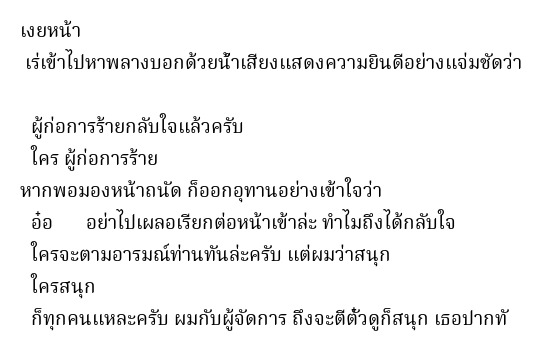 เงยหน้า
เร่เข้าไปหาพลางบอกด้วยน้ำเสียงแสดงความยินดีอย่างแจ่มชัดว่า
ผู้ก่อการร้ายกลับใจแล้วครับ
ใคร ผู้ก่อการร้าย
หากพอมองหน้าถนัด ก็ออกอุทานอย่างเข้าใจว่า
อ๋อ อย่าไปเผลอเรียกต่อหน้าเข้าล่ะ ทำไมถึงได้กลับใจ
ใครจะตามอารมณ์ท่านทันล่ะครับ แต่ผมว่าสนุก
ใครสนุก
ก็ทุกคนแหละครับ ผมกับผู้จัดการ ถึงจะตีตั๋วดูก็สนุก เธอปากทั